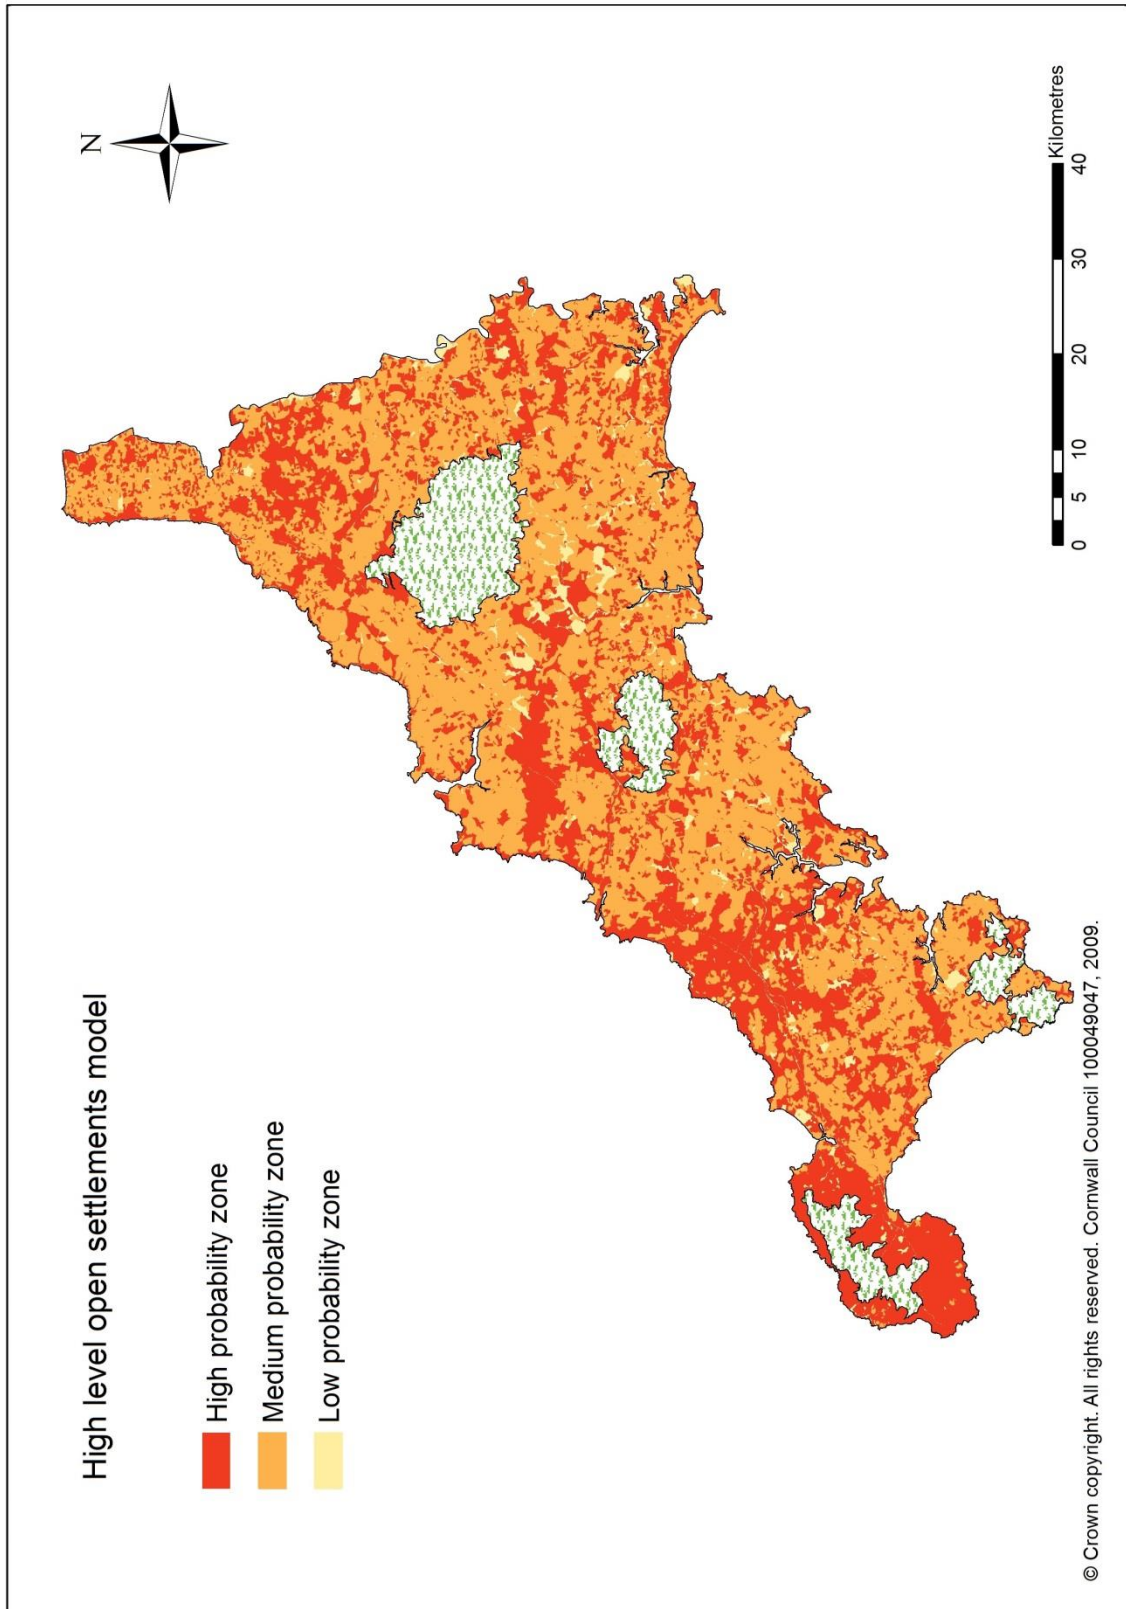 High level open settlements model
N
High probability zone
Medium probability zone
Low probability zone
0 5 10 20 30 40
Kilometres
© Crown copyright. All rights reserved. Cornwall Council 100049047, 2009.